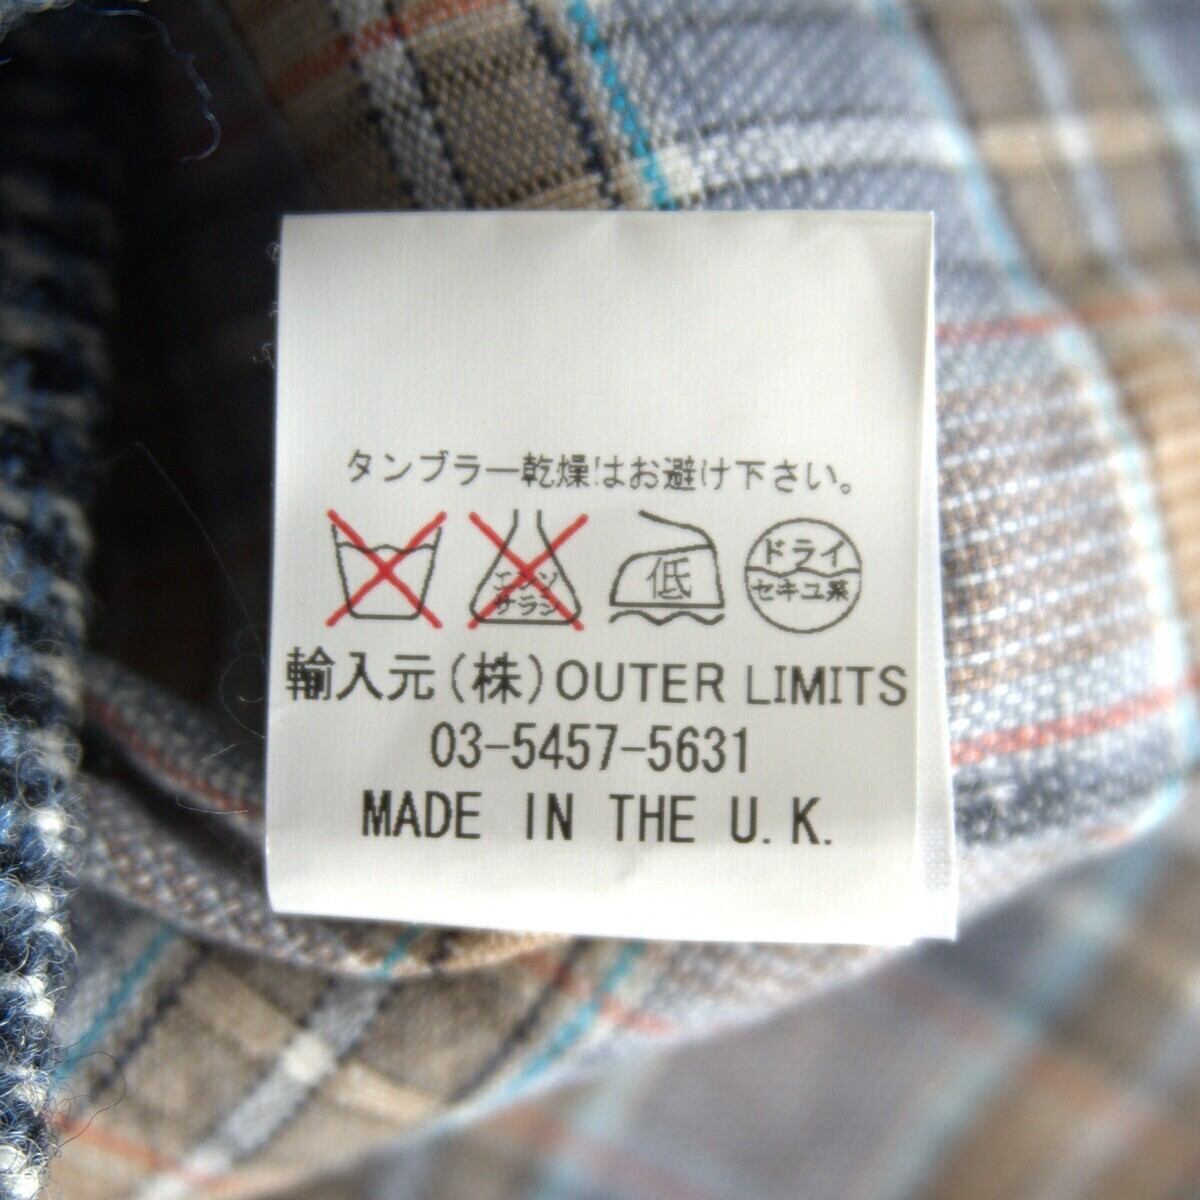 タンブラー乾燥はお避け下さい。
エンソ
サラシ
低
ドライ
セキユ系
輸入元(株)OUTER LIMITS
03-5457-5631
MADE IN THE U.K.